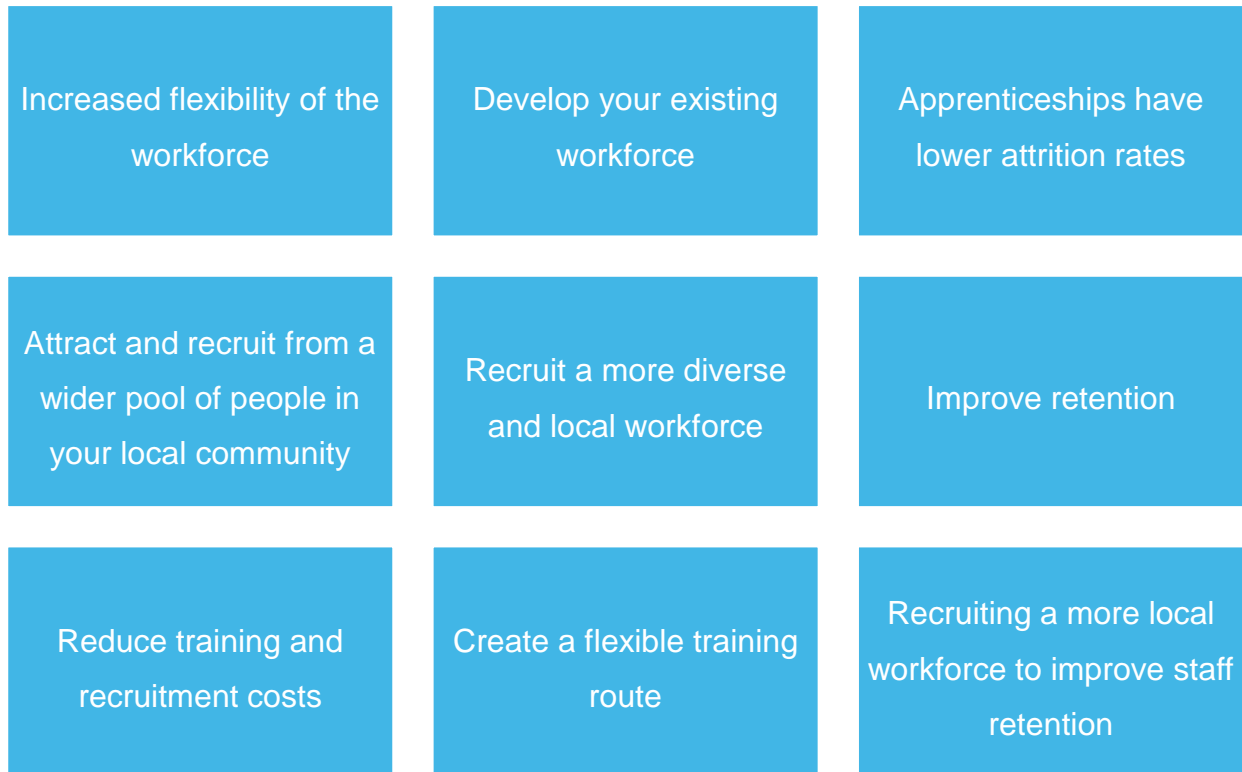 Increased flexibility of the
workforce
Develop your existing
workforce
Apprenticeships have
lower attrition rates
Attract and recruit from a
wider pool of people in
your local community
Recruit a more diverse
and local workforce
Improve retention
Reduce training and
recruitment costs
Create a flexible training
route
Recruiting a more local
workforce to improve staff
retention